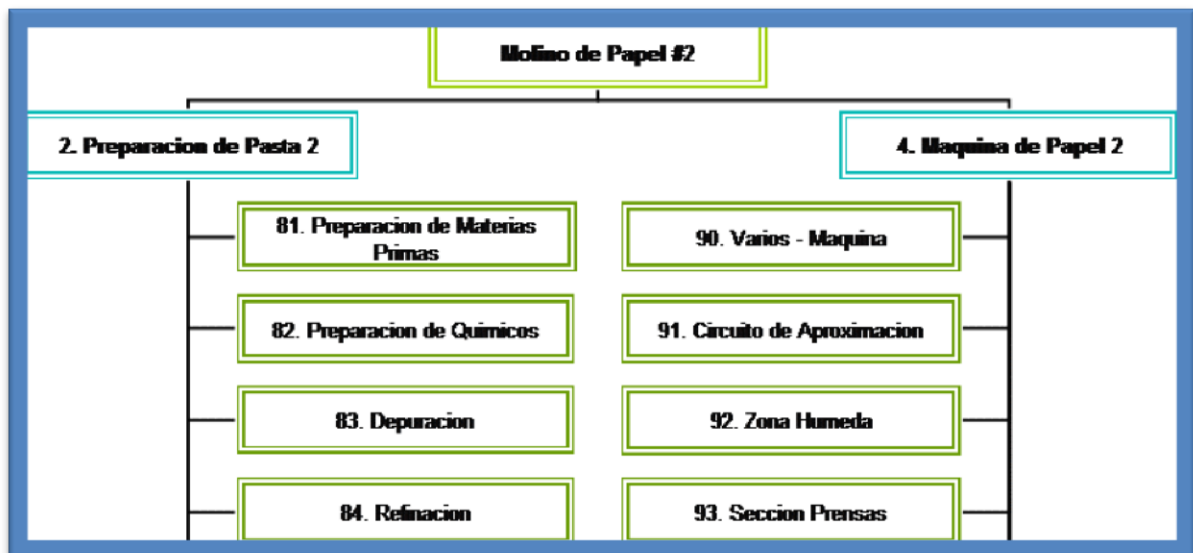 Molino de Papel #2
2. Preparacion de Pasta 2
4. Maquina de Papel 2
81. Preparacion de Materias
Primas
90. Varios - Maquina
82. Preparacion de Quimicos
91. Circuito de Aproximacion
83. Depuracion
92. Zona Humeda
84. Refinacion
93. Seccion Prensas